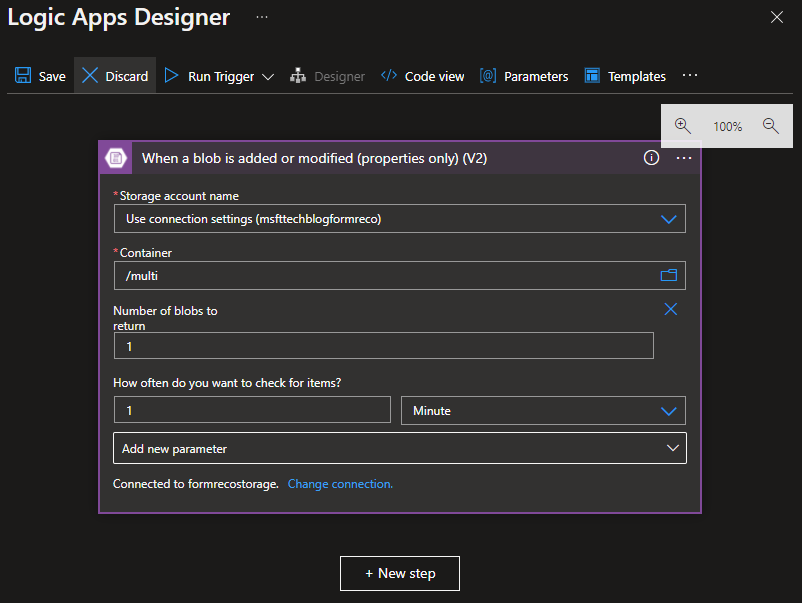 Logic Apps Designer ...
Save Discard Run Trigger Designer Code view Parameters Templates ...
100%
When a blob is added or modified (properties only) (V2) ...
* Storage account name
Use connection settings (msfttechblogformreco)
* Container
/multi
Number of blobs to
return
1
How often do you want to check for items?
1 Minute
Add new parameter
Connected to formrecostorage. Change connection.
+ New step